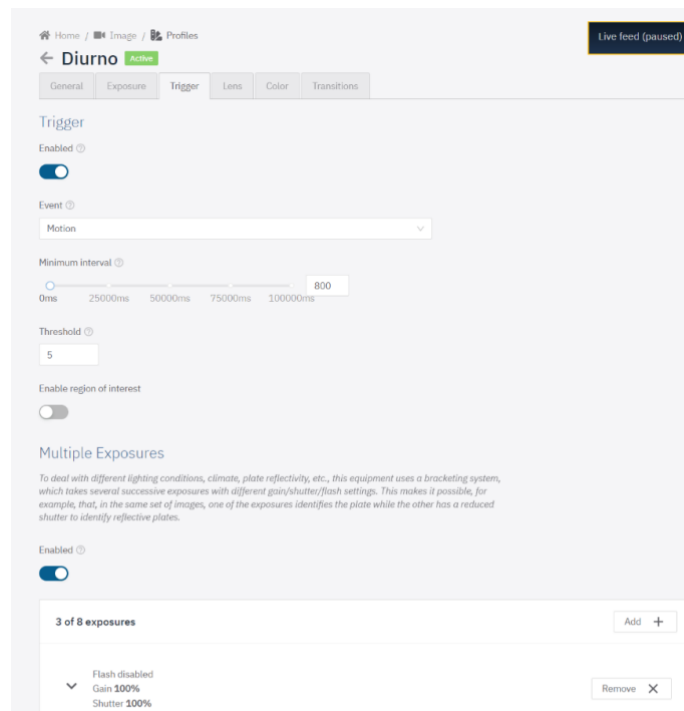 Home / Image / Profiles
Live feed (paused)
Diurno Active
General Exposure Trigger Lens Color Transitions
Trigger
Enabled
Event
Motion
Minimum interval
800
0ms 25000ms 50000ms 75000ms 100000ms
Threshold
5
Enable region of interest
Multiple Exposures
To deal with different lighting conditions, climate, plate reflectivity, etc., this equipment uses a bracketing system,
which takes several successive exposures with different gain/shutter/flash settings. This makes it possible, for
example, that, in the same set of images, one of the exposures identifies the plate while the other has a reduced
shutter to identify reflective plates.
Enabled
3 of 8 exposures
Add +
Flash disabled
Gain 100%
Remove X
Shutter 100%